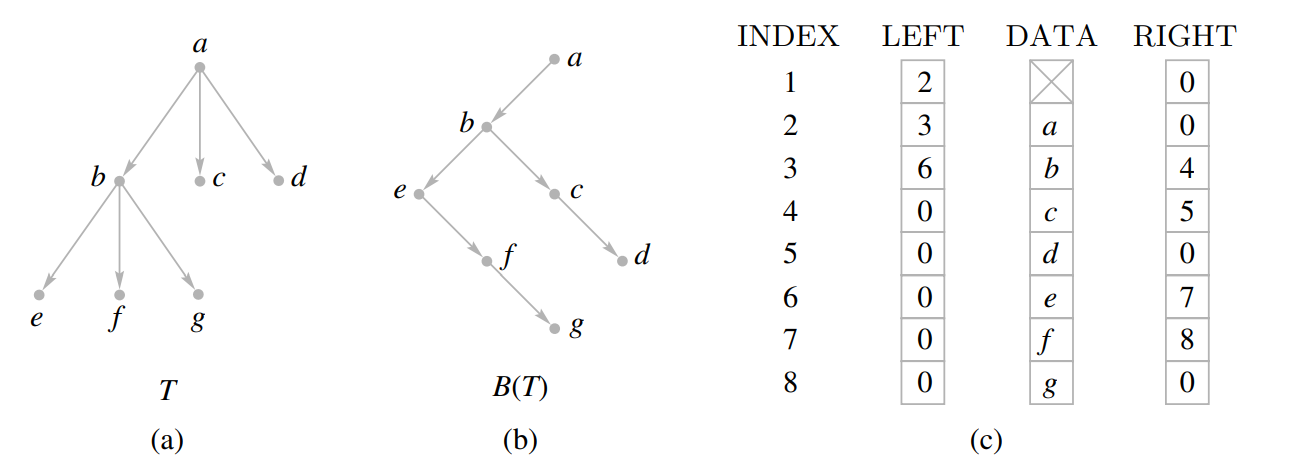 a
b
c
d
e
f
g
T
(a)
a
b
e
c
f
d
g
B(T)
(b)
INDEX LEFT DATA RIGHT
1 2 0
2 3 a 0
3 6 b 4
4 0 c 5
5 0 d 0
6 0 e 7
7 0 f 8
8 0 g 0
(c)